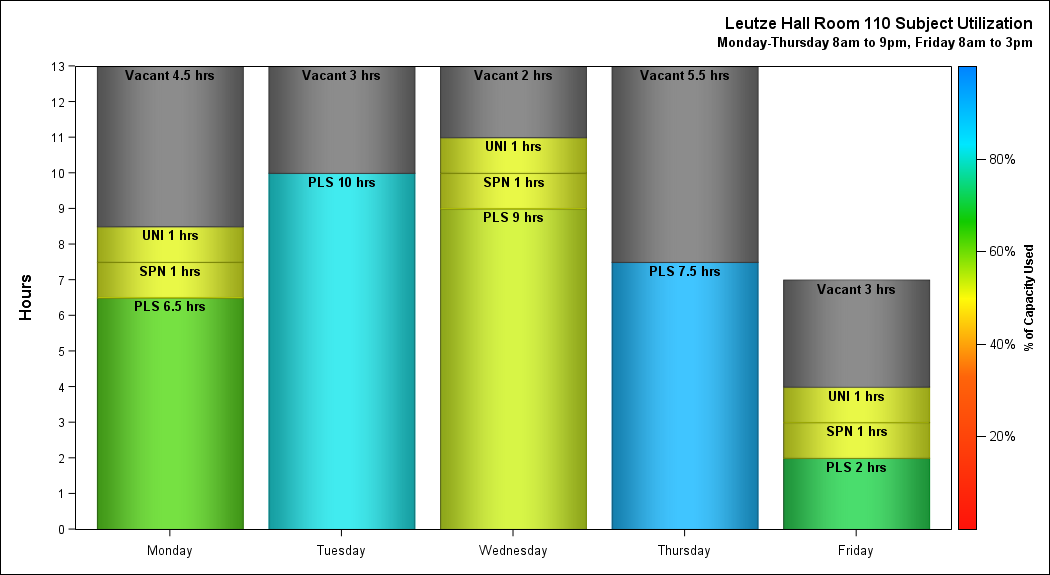 Leutze Hall Room 110 Subject Utilization
Monday-Thursday 8am to 9pm, Friday 8am to 3pm
Hours
13
12
11
10
9
8
7
6
5
4
3
2
1
0
Vacant 4.5 hrs
UNI 1 hrs
SPN 1 hrs
PLS 6.5 hrs
Vacant 3 hrs
PLS 10 hrs
Vacant 2 hrs
UNI 1 hrs
SPN 1 hrs
PLS 9 hrs
Vacant 5.5 hrs
PLS 7.5 hrs
Vacant 3 hrs
UNI 1 hrs
SPN 1 hrs
PLS 2 hrs
Monday
Tuesday
Wednesday
Thursday
Friday
80%
60%
40%
20%
% of Capacity Used